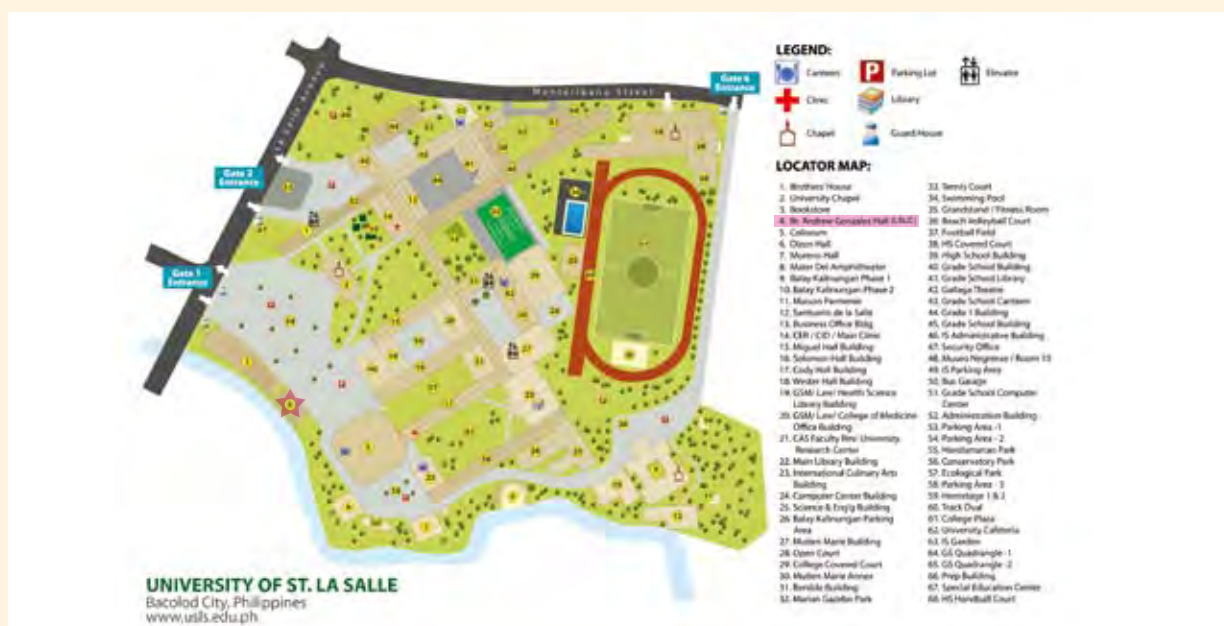 Gate 6
Entrance
Monterikano Street
La Salle Avenue
Gate 2
Entrance
Gate 1
Entrance
LEGEND:
Canteen
Parking Lot
Elevator
Clinic
Library
Chapel
Guard House
LOCATOR MAP:
1. Brothers' House
2. University Chapel
3. Bookstore
4. Br. Andrew Gonzales Hall
5. Coliseum
6. Dizon Hall
7. Moreno Hall
8. Mater Dei Amphitheater
9. Balay Kalinungan Phase 1
10. Balay Kalinungan Phase 2
11. Maison Permenie
12. Santuario de la Salle
13. Business Office Bldg
14. CER / CID / Main Clinic
15. Miguel Hall Building
16. Solomon Hall Building
17. Cody Hall Building
18. Wester Hall Building
19. GSM/ Law/ Health Science
Library Building
20. GSM/ Law/ College of Medicine
Office Building
21. CAS Faculty Rm/ University
Research Center
22. Main Library Building
23. International Culinary Arts
Building
24. Computer Center Building
25. Science & Eng'g Building
26. Balay Kalinungan Parking
Area
27. Mutien Marie Building
28. Open Court
29. College Covered Court
30. Mutien Marie Annex
31. Benilde Building
32. Marian Gazebo Park
33. Tennis Court
34. Swimming Pool
35. Grandstand / Fitness Room
36. Beach Volleyball Court
37. Football Field
38. HS Covered Court
39. High School Building
40. Grade School Building
41. Grade School Library
42. Gallaga Theatre
43. Grade School Canteen
44. Grade 1 Building
45. Grade School Building
46. IS Administrative Building
47. Security Office
48. Museo Negrense / Room 10
49. IS Parking Area
50. Bus Garage
51. Grade School Computer
Center
52. Administration Building
53. Parking Area -1
54. Parking Area - 2
55. Handumanan Park
56. Conservatory Park
57. Ecological Park
58. Parking Area - 3
59. Hermitage 1 & 2
60. Track Oval
61. College Plaza
62. University Cafeteria
63. IS Garden
64. GS Quadrangle -1
65. GS Quadrangle -2
66. Prep Building
67. Special Education Center
68. HS Handball Court
UNIVERSITY OF ST. LA SALLE
Bacolod City, Philippines
www.usls.edu.ph